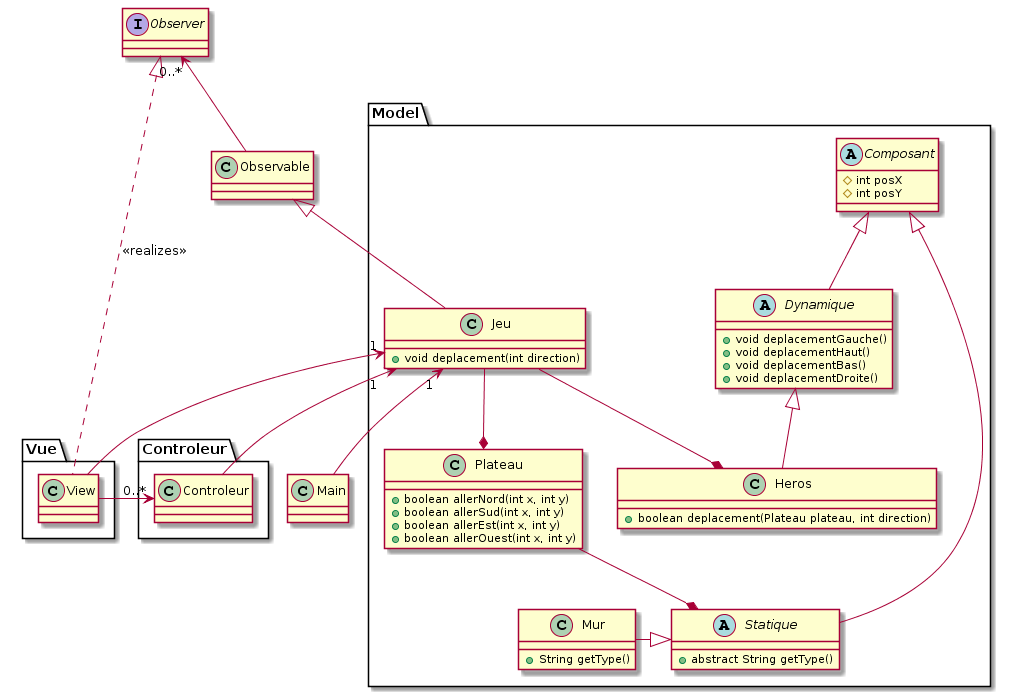 I Observer
0..*
Model
A Composant
int posX
int posY
C Observable
«realizes»
A Dynamique
void deplacementGauche()
void deplacementHaut()
void deplacementBas()
void deplacementDroite()
C Jeu
void deplacement(int direction)
1
1
1
Vue
C View
0..*
Controleur
C Controleur
C Main
C Plateau
boolean allerNord(int x, int y)
boolean allerSud(int x, int y)
boolean allerEst(int x, int y)
boolean allerOuest(int x, int y)
C Heros
boolean deplacement(Plateau plateau, int direction)
C Mur
String getType()
A Statique
abstract String getType()